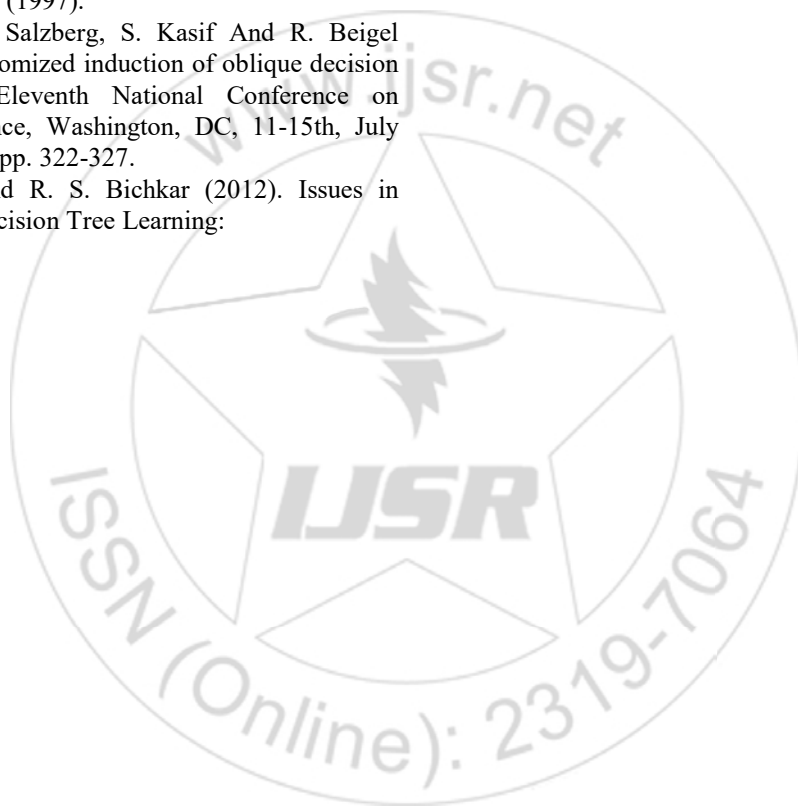 (1997).
Salzberg, S. Kasif And R. Beigel
omized induction of oblique decision
Eleventh National Conference on
nce, Washington, DC, 11-15th, July
pp. 322-327.
d R. S. Bichkar (2012). Issues in
cision Tree Learning:
www.ijsr.net
IJSR
ISSN (Online): 2319-7064